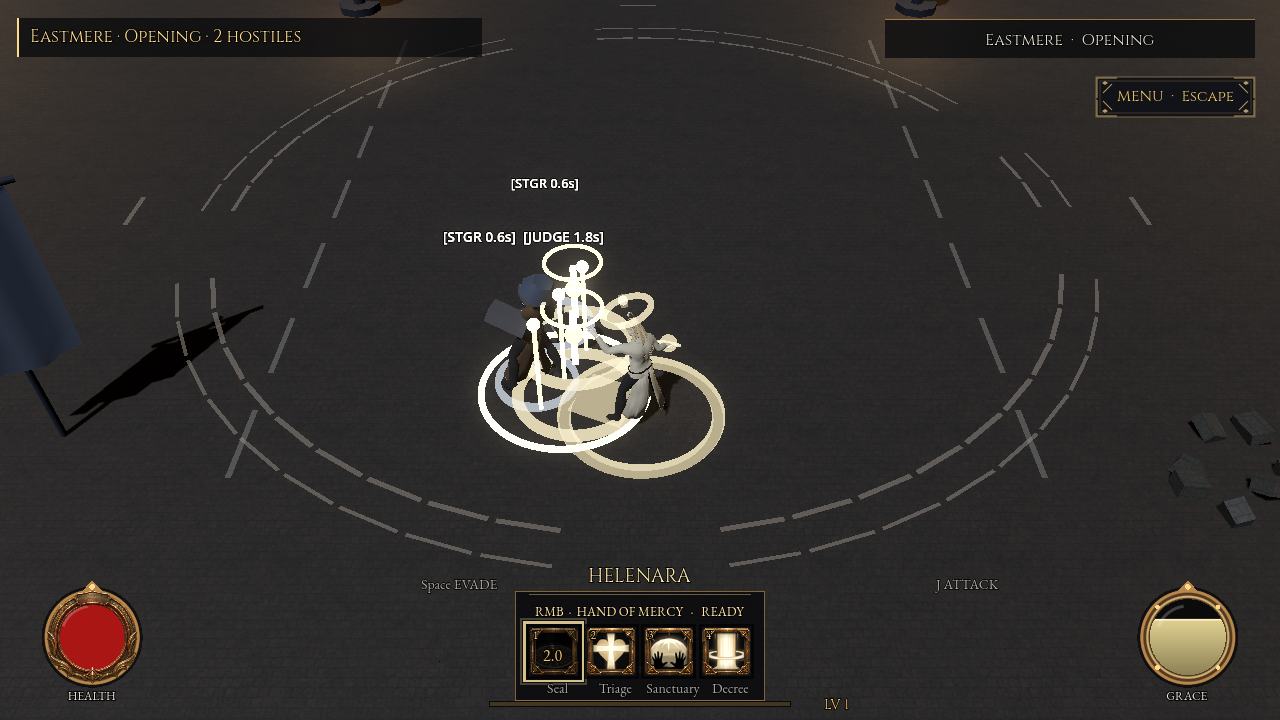 EASTMERE · OPENING · 2 HOSTILES
EASTMERE · OPENING
MENU · ESCAPE
[STGR 0.6s]
[STGR 0.6s] [JUDGE 1.8s]
HELENARA
Space EVADE
J ATTACK
RMB · HAND OF MERCY · READY
1 2 3 4
2.0
Seal Triage Sanctuary Decree
HEALTH
GRACE
LV 1